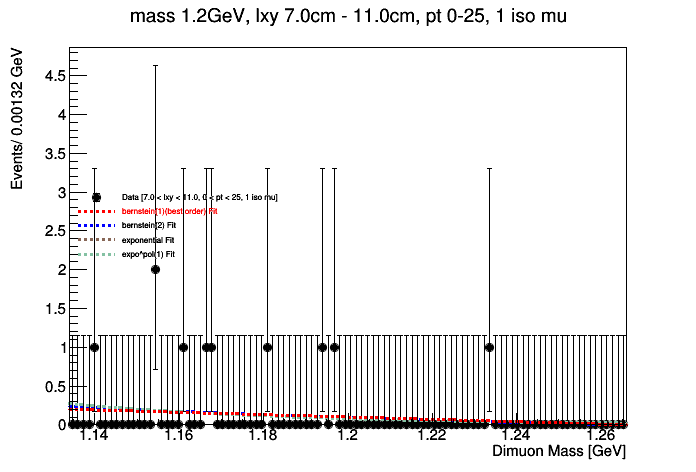 mass 1.2GeV, lxy 7.0cm - 11.0cm, pt 0-25, 1 iso mu
Events/ 0.00132 GeV
4.5
4
3.5
3
2.5
2
1.5
1
0.5
0
Data [7.0 < lxy < 11.0, 0 < pt < 25, 1 iso mu]
bernstein(1)(best order) Fit
bernstein(2) Fit
exponential Fit
expo*pol(1) Fit
1.14 1.16 1.18 1.2 1.22 1.24 1.26
Dimuon Mass [GeV]